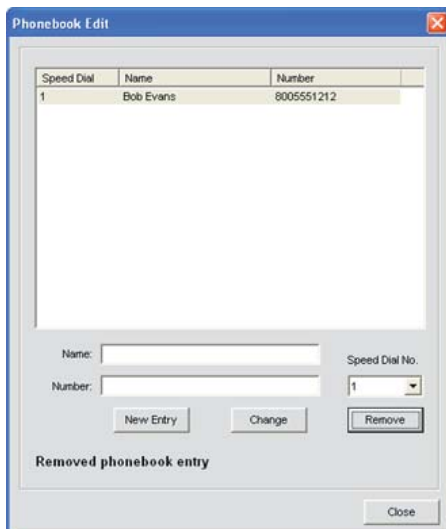 Phonebook Edit
Speed Dial Name Number
1 Bob Evans 8005551212
Name:
Speed Dial No.
Number:
1
New Entry Change Remove
Removed phonebook entry
Close